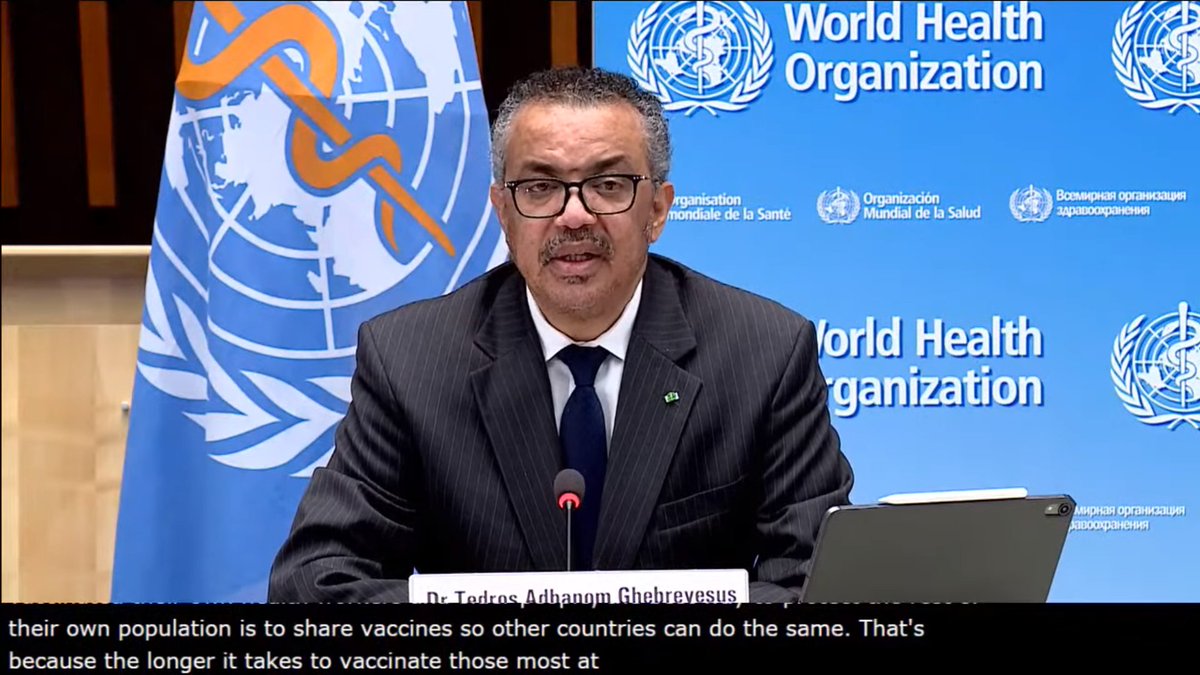 World Health
Organization
Organisation
mondiale de la Santé
Organización
Mundial de la Salud
Всемирная организация
здравоохранения
World Health
Organization
Всемирная организация
здравоохранения
Dr Tedros Adhanom Ghebreyesus
their own population is to share vaccines so other countries can do the same. That's
because the longer it takes to vaccinate those most at